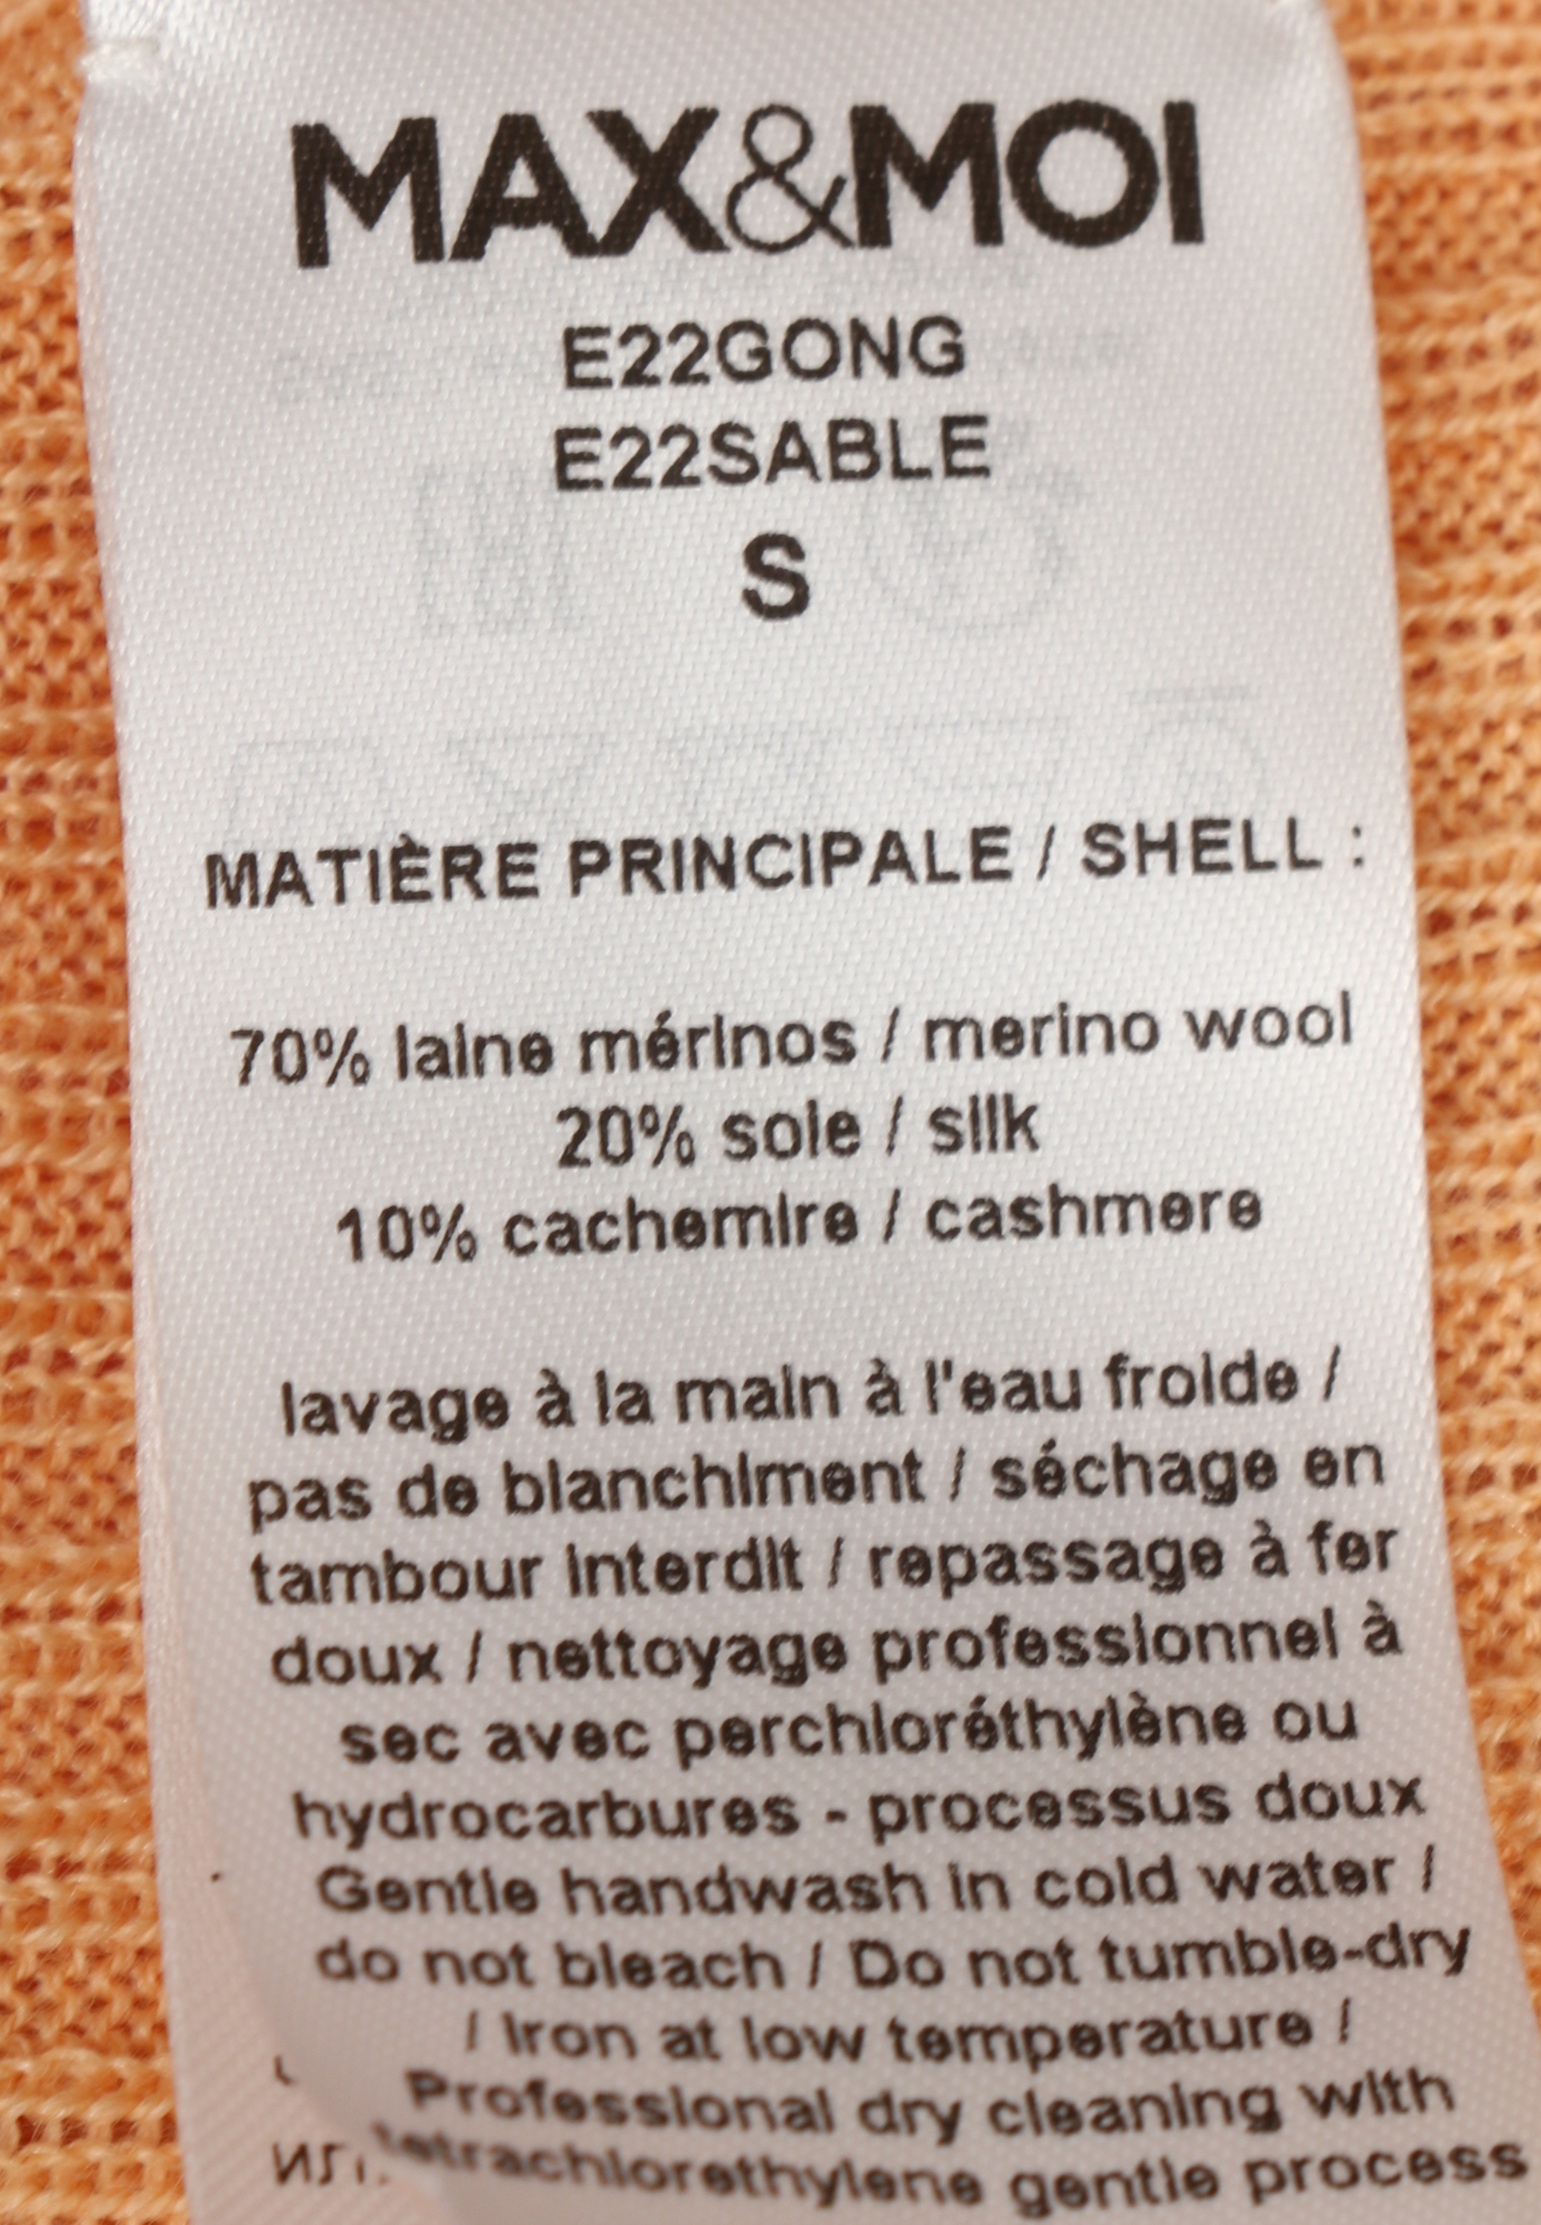 MAX&MOI
E22GONG
E22SABLE
S
MATIÈRE PRINCIPALE / SHELL :
70% laine mérinos / merino wool
20% soie / silk
10% cachemire / cashmere
lavage à la main à l'eau froide /
pas de blanchiment / séchage en
tambour interdit / repassage à fer
doux / nettoyage professionnel à
sec avec perchloréthylène ou
hydrocarbures - processus doux
Gentle handwash in cold water /
do not bleach / Do not tumble-dry
/ Iron at low temperature /
Professional dry cleaning with
tetrachlorethylene gentle process